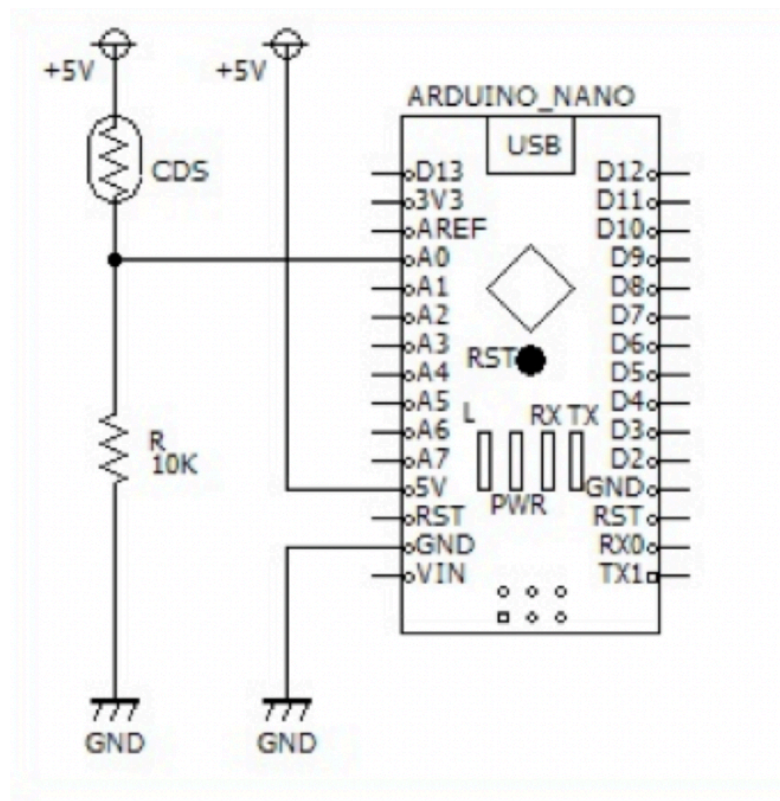 +5V +5V
ARDUINO_NANO
USB
CDS
D13 D12
3V3 D11
AREF D10
A0 D9
A1 D8
A2 D7
A3 D6
RST
A4 D5
A5 D4
L RX TX
A6 D3
R
10K
A7 D2
5V GND
PWR
RST RST
GND RX0
VIN TX1
GND GND